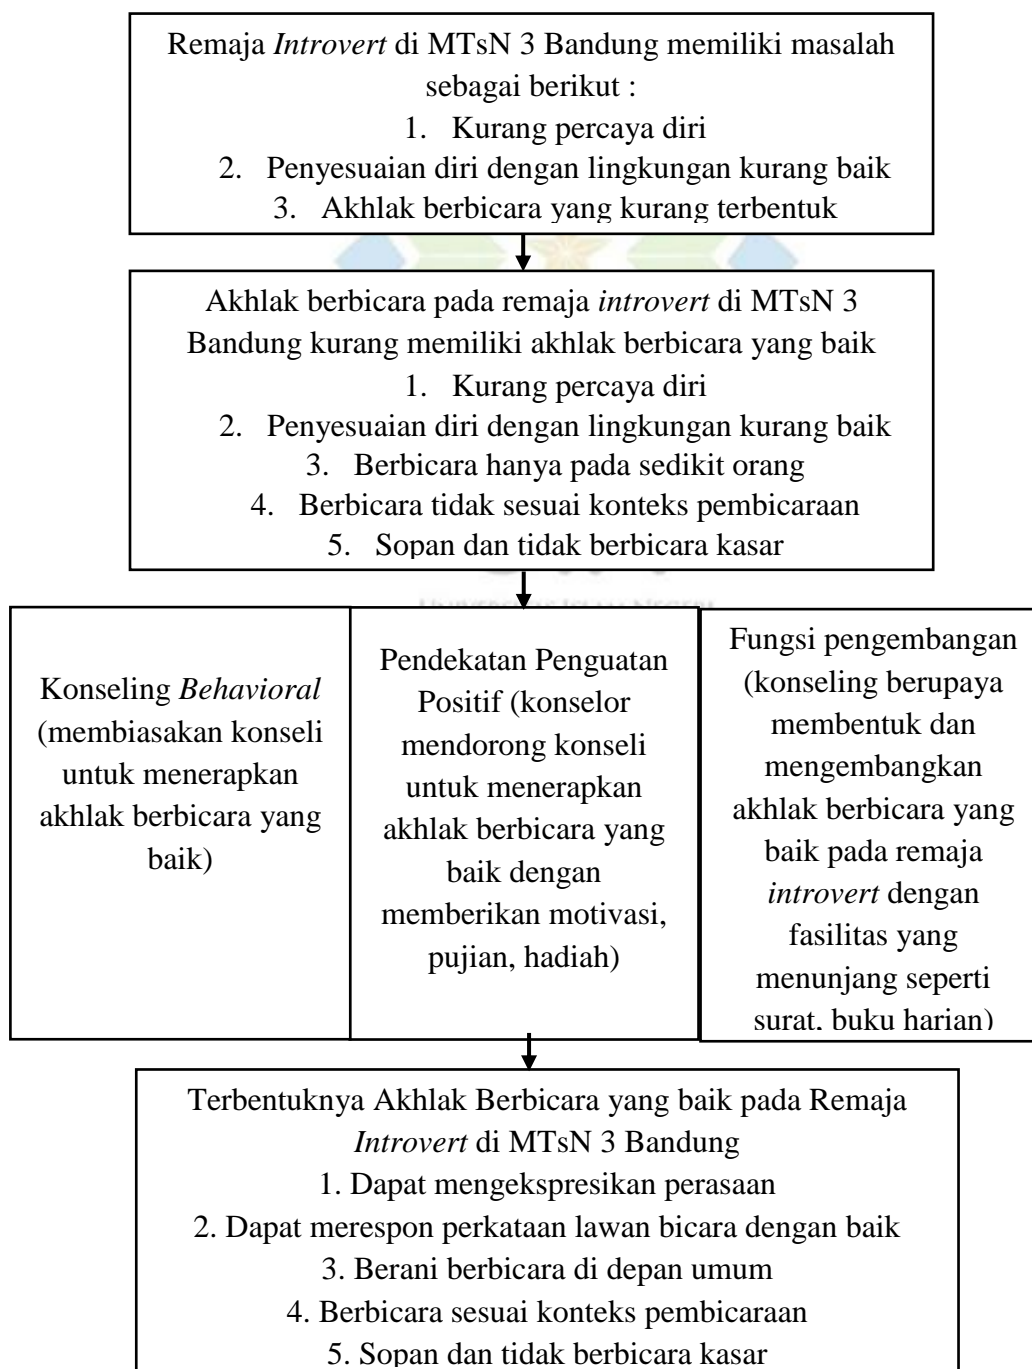 Remaja Introvert di MTsN 3 Bandung memiliki masalah
sebagai berikut :
1. Kurang percaya diri
2. Penyesuaian diri dengan lingkungan kurang baik
3. Akhlak berbicara yang kurang terbentuk
Akhlak berbicara pada remaja introvert di MTsN 3
Bandung kurang memiliki akhlak berbicara yang baik
1. Kurang percaya diri
2. Penyesuaian diri dengan lingkungan kurang baik
3. Berbicara hanya pada sedikit orang
4. Berbicara tidak sesuai konteks pembicaraan
5. Sopan dan tidak berbicara kasar
Konseling Behavioral
(membiasakan konseli
untuk menerapkan
akhlak berbicara yang
baik)
Pendekatan Penguatan
Positif (konselor
mendorong konseli
untuk menerapkan
akhlak berbicara yang
baik dengan
memberikan motivasi,
pujian, hadiah)
Fungsi pengembangan
(konseling berupaya
membentuk dan
mengembangkan
akhlak berbicara yang
baik pada remaja
introvert dengan
fasilitas yang
menunjang seperti
surat, buku harian)
Terbentuknya Akhlak Berbicara yang baik pada Remaja
Introvert di MTsN 3 Bandung
1. Dapat mengekspresikan perasaan
2. Dapat merespon perkataan lawan bicara dengan baik
3. Berani berbicara di depan umum
4. Berbicara sesuai konteks pembicaraan
5. Sopan dan tidak berbicara kasar